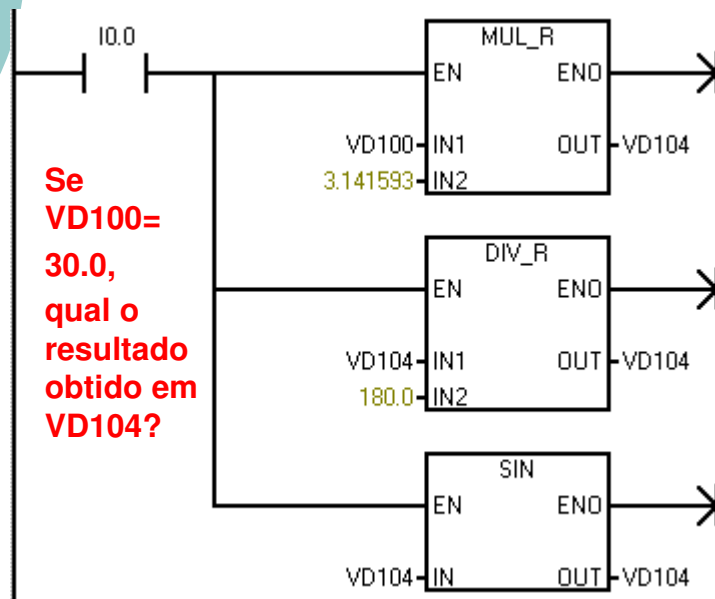 I0.0
MUL_R
EN ENO
VD100 IN1 OUT VD104
3.141593 IN2
Se
VD100=
30.0,
qual o
resultado
obtido em
VD104?
DIV_R
EN ENO
VD104 IN1 OUT VD104
180.0 IN2
SIN
EN ENO
VD104 IN OUT VD104